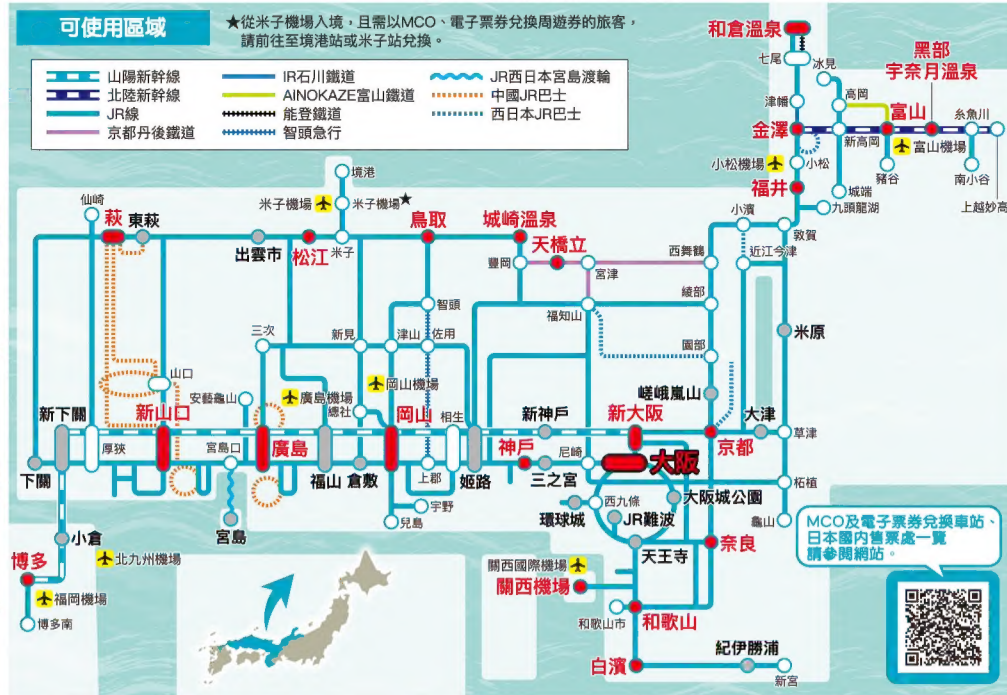 可使用區域
★從米子機場入境，且需以MCO、電子票券兌換周遊券的旅客，
請前往至境港站或米子站兌換。
山陽新幹線
北陸新幹線
JR線
京都丹後鐵道
IR石川鐵道
AINOKAZE富山鐵道
能登鐵道
智頭急行
JR西日本宮島渡輪
中國JR巴士
西日本JR巴士
和倉溫泉
七尾
冰見
黑部
宇奈月溫泉
津幡
高岡
富山
糸魚川
金澤
新高岡
富山機場
小松機場
小松
豬谷
南小谷
上越妙高
福井
城端
九頭龍湖
境港
米子機場
米子機場★
仙崎
萩
東萩
出雲市
松江
米子
鳥取
城崎溫泉
天橋立
豐岡
宮津
西舞鶴
小濱
敦賀
近江今津
智頭
福知山
綾部
三次
新見
津山
佐用
園部
米原
山口
安藝龜山
廣島機場
岡山機場
總社
嵯峨嵐山
新下關
新山口
岡山
相生
新神戶
新大阪
大津
厚狹
宮島口
廣島
神戶
尼崎
大阪
京都
草津
下關
福山
倉敷
上郡
姬路
三之宮
柘植
宇野
兒島
西九條
大阪城公園
環球城
JR難波
龜山
宮島
天王寺
奈良
小倉
北九州機場
博多
福岡機場
博多南
關西國際機場
關西機場
和歌山市
和歌山
白濱
紀伊勝浦
新宮
MCO及電子票券兌換車站、
日本國內售票處一覽
請參閱網站。